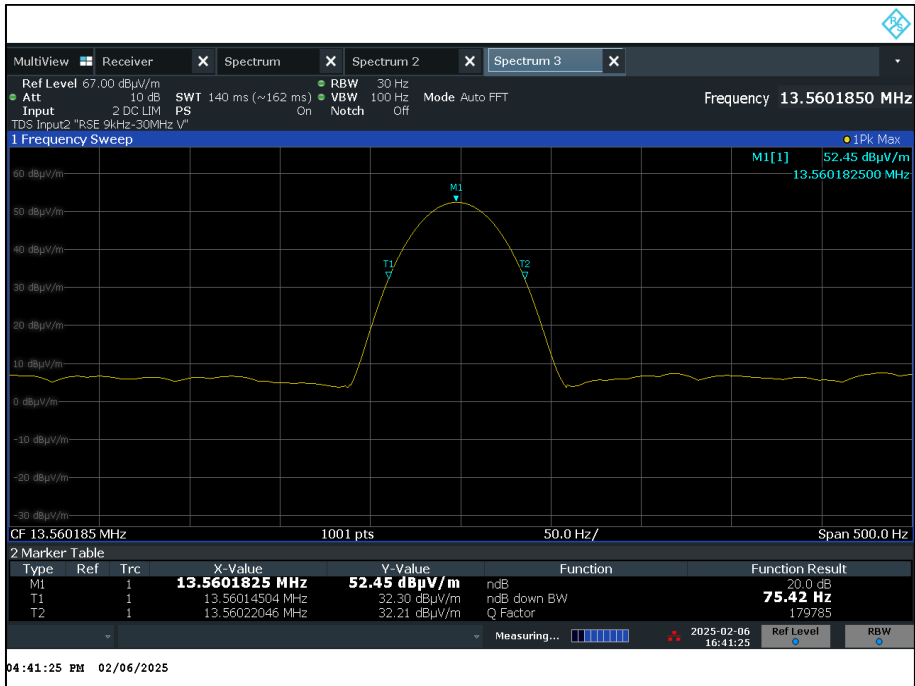 R S
MultiView Receiver X Spectrum X Spectrum 2 X Spectrum 3 X
Ref Level 67.00 dBµV/m RBW 30 Hz
Att 10 dB SWT 140 ms (~162 ms) VBW 100 Hz Mode Auto FFT Frequency 13.5601850 MHz
Input 2 DC LIM PS On Notch Off
TDS Input2 "RSE 9kHz-30MHz V"
1 Frequency Sweep 1Pk Max
M1[1] 52.45 dBµV/m
13.560182500 MHz
60 dBµV/m
M1
50 dBµV/m
40 dBµV/m
T1 T2
30 dBµV/m
20 dBµV/m
10 dBµV/m
0 dBµV/m
-10 dBµV/m
-20 dBµV/m
-30 dBµV/m
CF 13.560185 MHz 1001 pts 50.0 Hz/ Span 500.0 Hz
2 Marker Table
Type Ref Trc X-Value Y-Value Function Function Result
M1 1 13.5601825 MHz 52.45 dBµV/m ndB 20.0 dB
T1 1 13.56014504 MHz 32.30 dBµV/m ndB down BW 75.42 Hz
T2 1 13.56022046 MHz 32.21 dBµV/m Q Factor 179785
Measuring... 2025-02-06 Ref Level RBW
16:41:25
04:41:25 PM 02/06/2025